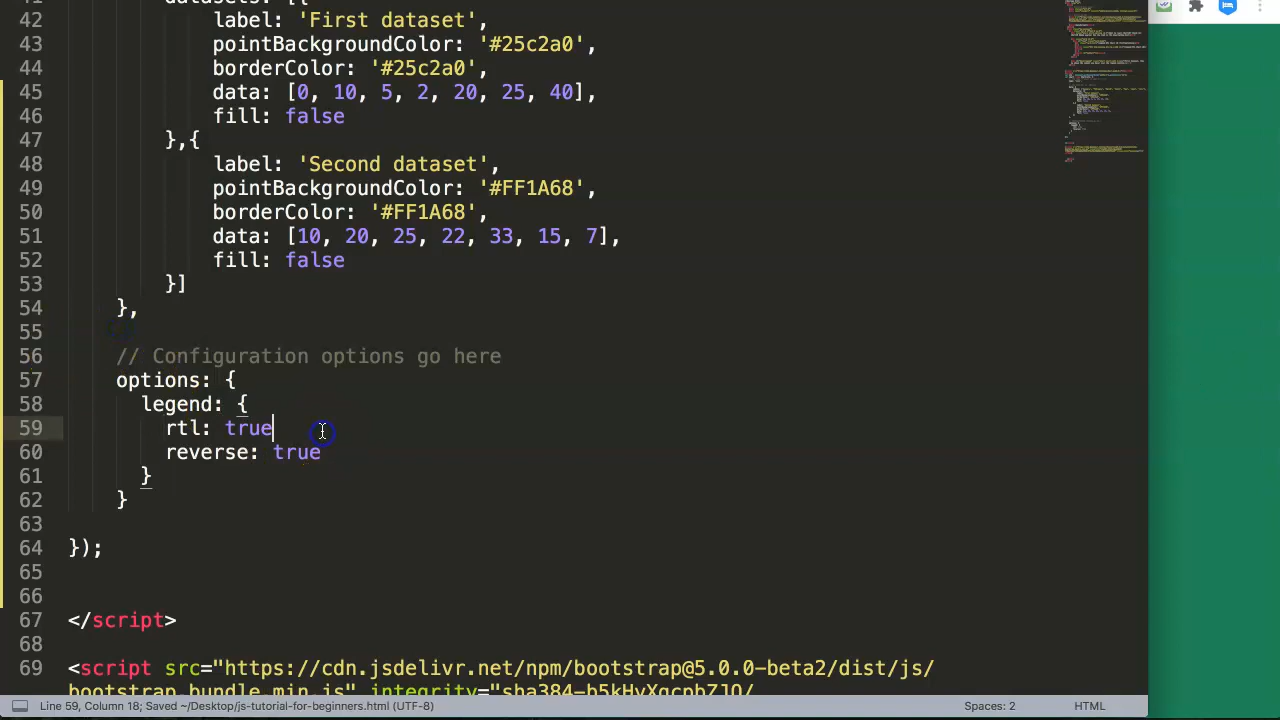 datasets: [{
42 label: 'First dataset',
43 pointBackgroundcolor: '#25c2a0',
44 borderColor: '#25c2a0',
45 data: [0, 10, 5, 2, 20, 25, 40],
46 fill: false
47 },{
48 label: 'Second dataset',
49 pointBackgroundColor: '#FF1A68',
50 borderColor: '#FF1A68',
51 data: [10, 20, 25, 22, 33, 15, 7],
52 fill: false
53 }]
54 },
55
56 // Configuration options go here
57 options: {
58 legend: {
59 rtl: true
60 reverse: true
61 }
62 }
63
64 });
65
66
67 </script>
68
69 <script src="https://cdn.jsdelivr.net/npm/bootstrap@5.0.0-beta2/dist/js/
bootstrap.bundle.min.js" integrity="sha384-b5kHyXgcpbZJO/
Line 59, Column 18; Saved ~/Desktop/js-tutorial-for-beginners.html (UTF-8) Spaces: 2 HTML